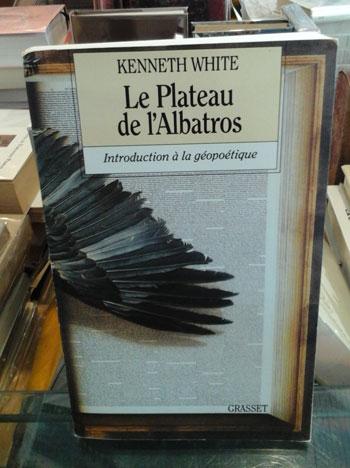 KENNETH WHITE
Le Plateau
de l'Albatros
Introduction à la géopoétique
GRASSET